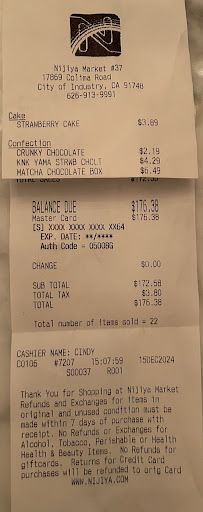 Nijiya Market #37
17869 Colima Road
City of Industry, CA 91748
626-913-9991
Cake
STRAWBERRY CAKE $3.89
Confection
CRUNKY CHOCOLATE $2.19
KNK YAMA STRWB CHCLT $4.29
MATCHA CHOCOLATE BOX $6.49
TOTAL SALES $172.58
BALANCE DUE $176.38
Master Card $176.38
[S] XXXX XXXX XXXX XX64
EXP. DATE: **/****
Auth-Code = 05008G
CHANGE $0.00
SUB TOTAL $172.58
TOTAL TAX $3.80
TOTAL $176.38
Total number of items sold = 22
CASHIER NAME: CINDY
C0106 #7207 15:07:59 15DEC2024
S00037 R001
Thank You for Shopping at Nijiya Market
Refunds and Exchanges for items in
original and unused condition must be
made within 7 days of purchase with
receipt. No Refunds or Exchanges for
Alcohol, Tobacco, Perishable or Health
Health & Beauty Items. No Refunds for
giftcards. Returns for Credit Card
purchases will be refunded to orig Card
WWW.NIJIYA.COM